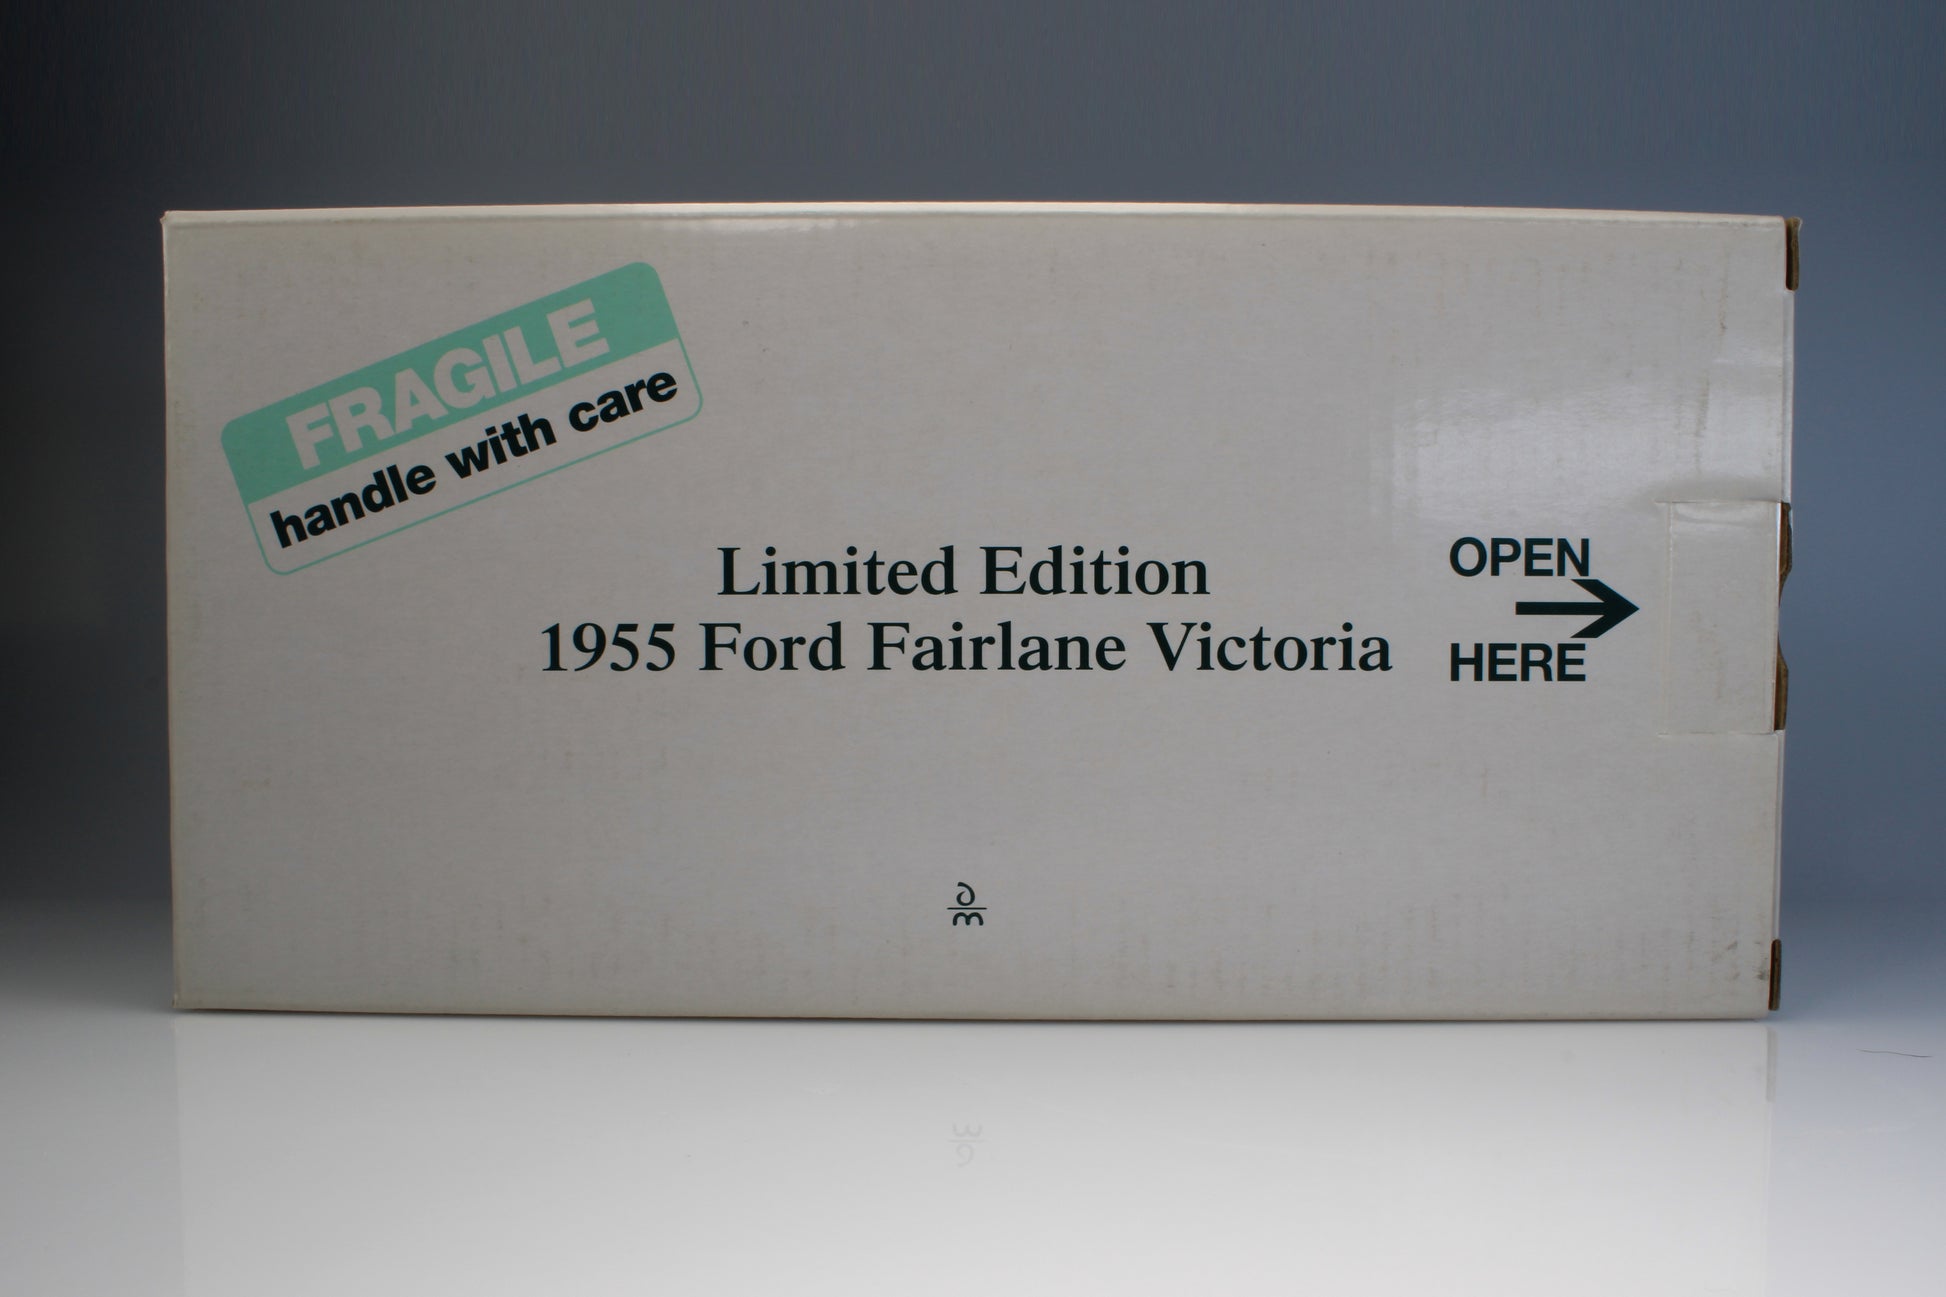 FRAGILE
handle with care
Limited Edition
1955 Ford Fairlane Victoria
OPEN
HERE